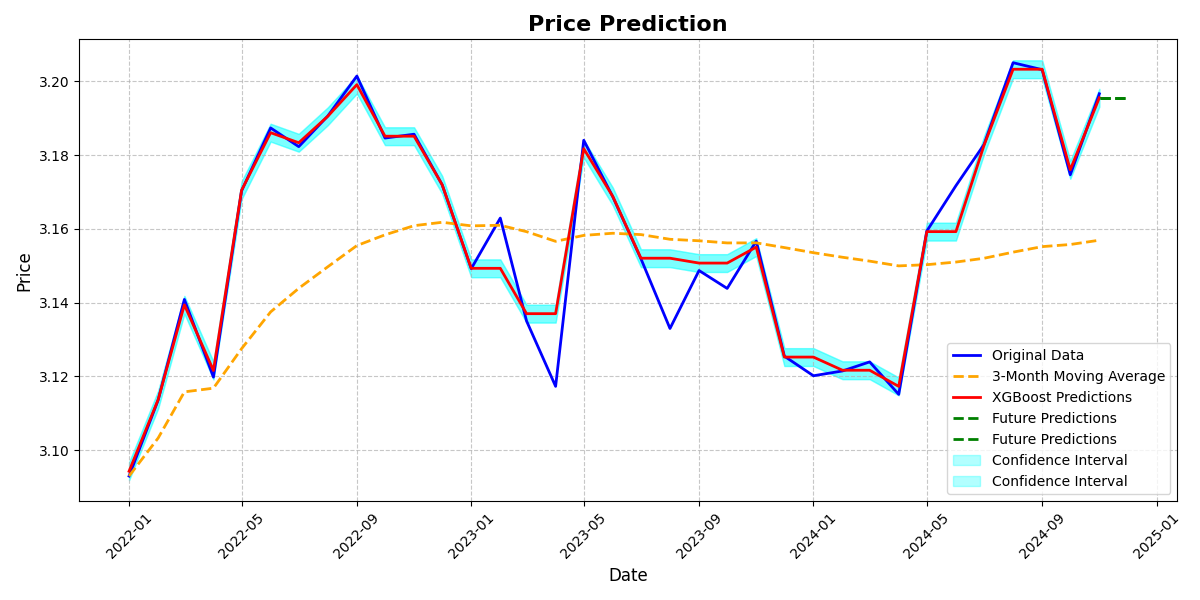 Price Prediction
Price
3.20
3.18
3.16
3.14
3.12
3.10
Original Data
3-Month Moving Average
XGBoost Predictions
Future Predictions
Future Predictions
Confidence Interval
Confidence Interval
2022-01
2022-05
2022-09
2023-01
2023-05
2023-09
2024-01
2024-05
2024-09
2025-01
Date